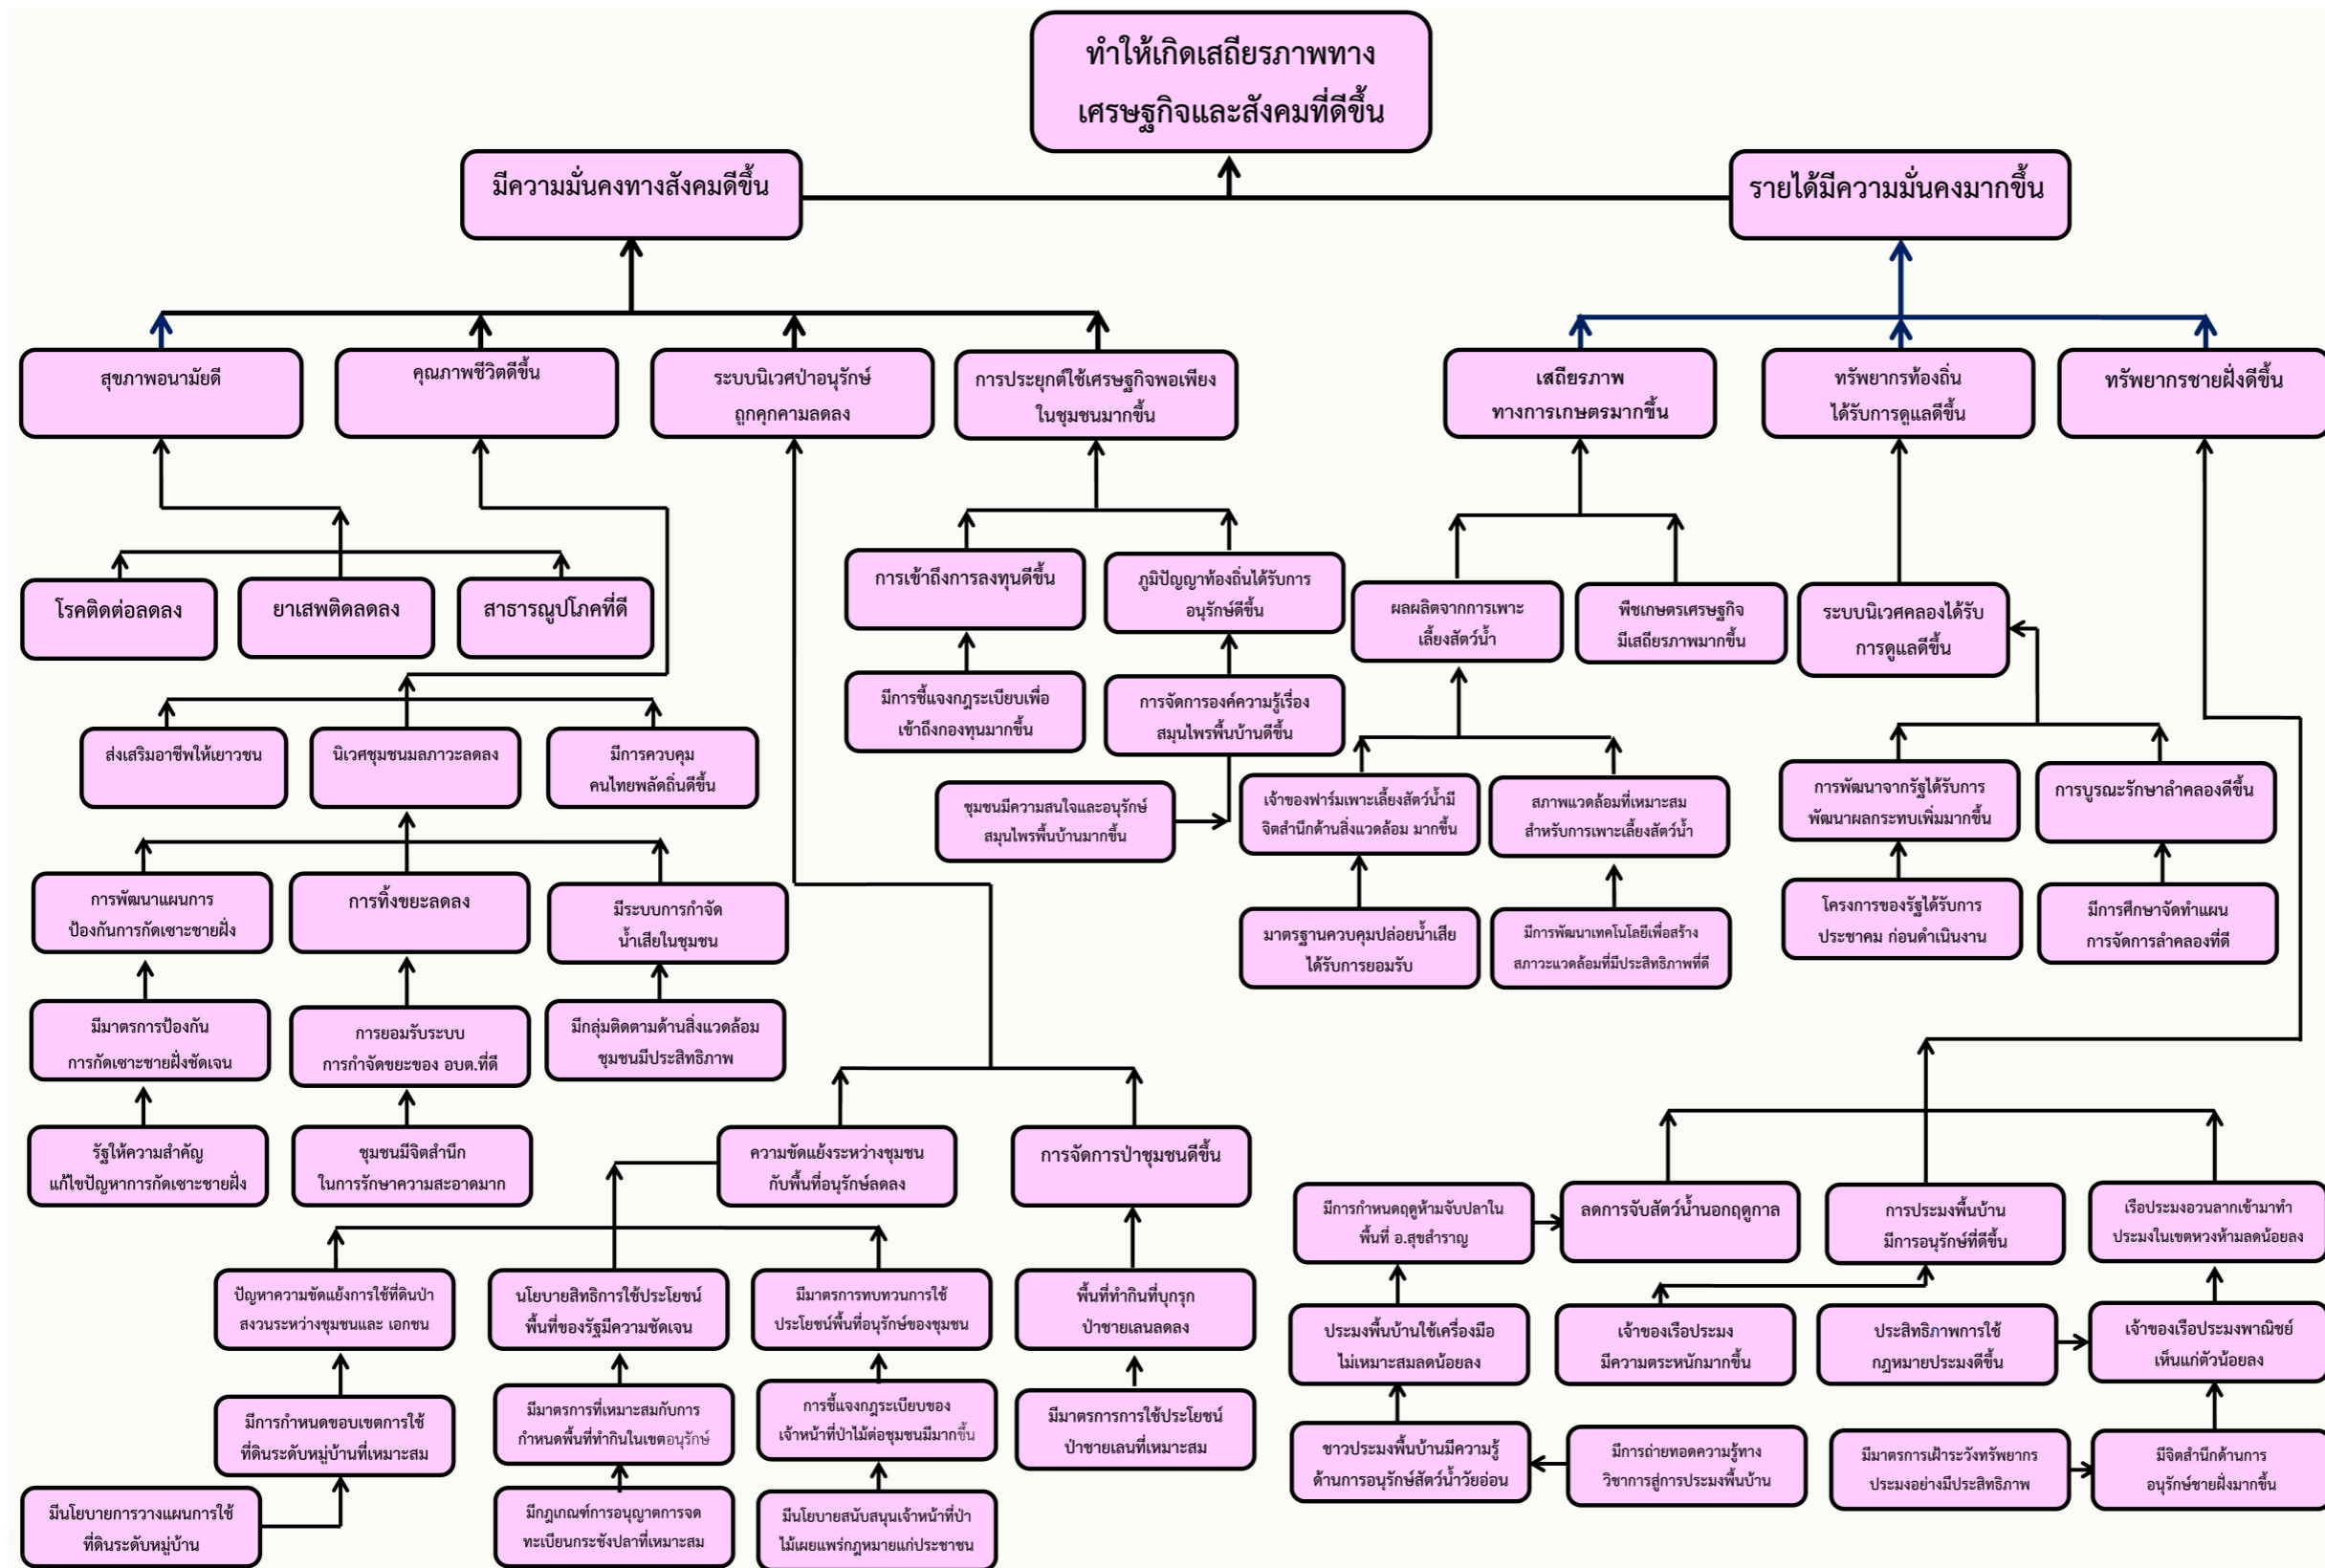 ทำให้เกิดเสถียรภาพทาง
เศรษฐกิจและสังคมที่ดีขึ้น
มีความมั่นคงทางสังคมดีขึ้น
รายได้มีความมั่นคงมากขึ้น
สุขภาพอนามัยดี
คุณภาพชีวิตดีขึ้น
ระบบนิเวศป่าอนุรักษ์
ถูกคุกคามลดลง
การประยุกต์ใช้เศรษฐกิจพอเพียง
ในชุมชนมากขึ้น
เสถียรภาพ
ทางการเกษตรมากขึ้น
ทรัพยากรท้องถิ่น
ได้รับการดูแลดีขึ้น
ทรัพยากรชายฝั่งดีขึ้น
โรคติดต่อลดลง
ยาเสพติดลดลง
สาธารณูปโภคที่ดี
การเข้าถึงการลงทุนดีขึ้น
ภูมิปัญญาท้องถิ่นได้รับการ
อนุรักษ์ดีขึ้น
ผลผลิตจากการเพาะ
เลี้ยงสัตว์น้ำ
พืชเกษตรเศรษฐกิจ
มีเสถียรภาพมากขึ้น
ระบบนิเวศคลองได้รับ
การดูแลดีขึ้น
มีการชี้แจงกฎระเบียบเพื่อ
เข้าถึงกองทุนมากขึ้น
การจัดการองค์ความรู้เรื่อง
สมุนไพรพื้นบ้านดีขึ้น
ส่งเสริมอาชีพให้เยาวชน
นิเวศชุมชนมลภาวะลดลง
มีการควบคุม
คนไทยพลัดถิ่นดีขึ้น
ชุมชนมีความสนใจและอนุรักษ์
สมุนไพรพื้นบ้านมากขึ้น
เจ้าของฟาร์มเพาะเลี้ยงสัตว์น้ำมี
จิตสำนึกด้านสิ่งแวดล้อม มากขึ้น
สภาพแวดล้อมที่เหมาะสม
สำหรับการเพาะเลี้ยงสัตว์น้ำ
การพัฒนาจากรัฐได้รับการ
พัฒนาผลกระทบเพิ่มมากขึ้น
การบูรณะรักษาลำคลองดีขึ้น
การพัฒนาแผนการ
ป้องกันการกัดเซาะชายฝั่ง
การทิ้งขยะลดลง
มีระบบการกำจัด
น้ำเสียในชุมชน
มาตรฐานควบคุมปล่อยน้ำเสีย
ได้รับการยอมรับ
มีการพัฒนาเทคโนโลยีเพื่อสร้าง
สภาวะแวดล้อมที่มีประสิทธิภาพที่ดี
โครงการของรัฐได้รับการ
ประชาคม ก่อนดำเนินงาน
มีการศึกษาจัดทำแผน
การจัดการลำคลองที่ดี
มีมาตรการป้องกัน
การกัดเซาะชายฝั่งชัดเจน
การยอมรับระบบ
การกำจัดขยะของ อบต.ที่ดี
มีกลุ่มติดตามด้านสิ่งแวดล้อม
ชุมชนมีประสิทธิภาพ
รัฐให้ความสำคัญ
แก้ไขปัญหาการกัดเซาะชายฝั่ง
ชุมชนมีจิตสำนึก
ในการรักษาความสะอาดมาก
ความขัดแย้งระหว่างชุมชน
กับพื้นที่อนุรักษ์ลดลง
การจัดการป่าชุมชนดีขึ้น
มีการกำหนดฤดูห้ามจับปลาใน
พื้นที่ อ.สุขสำราญ
ลดการจับสัตว์น้ำนอกฤดูกาล
การประมงพื้นบ้าน
มีการอนุรักษ์ที่ดีขึ้น
เรือประมงอวนลากเข้ามาทำ
ประมงในเขตหวงห้ามลดน้อยลง
ปัญหาความขัดแย้งการใช้ที่ดินป่า
สงวนระหว่างชุมชนและ เอกชน
นโยบายสิทธิการใช้ประโยชน์
พื้นที่ของรัฐมีความชัดเจน
มีมาตรการทบทวนการใช้
ประโยชน์พื้นที่อนุรักษ์ของชุมชน
พื้นที่ทำกินที่บุกรุก
ป่าชายเลนลดลง
ประมงพื้นบ้านใช้เครื่องมือ
ไม่เหมาะสมลดน้อยลง
เจ้าของเรือประมง
มีความตระหนักมากขึ้น
ประสิทธิภาพการใช้
กฎหมายประมงดีขึ้น
เจ้าของเรือประมงพาณิชย์
เห็นแก่ตัวน้อยลง
มีการกำหนดขอบเขตการใช้
ที่ดินระดับหมู่บ้านที่เหมาะสม
มีมาตรการที่เหมาะสมกับการ
กำหนดพื้นที่ทำกินในเขตอนุรักษ์
การชี้แจงกฎระเบียบของ
เจ้าหน้าที่ป่าไม้ต่อชุมชนมีมากขึ้น
มีมาตรการการใช้ประโยชน์
ป่าชายเลนที่เหมาะสม
ชาวประมงพื้นบ้านมีความรู้
ด้านการอนุรักษ์สัตว์น้ำวัยอ่อน
มีการถ่ายทอดความรู้ทาง
วิชาการสู่การประมงพื้นบ้าน
มีมาตรการเฝ้าระวังทรัพยากร
ประมงอย่างมีประสิทธิภาพ
มีจิตสำนึกด้านการ
อนุรักษ์ชายฝั่งมากขึ้น
มีนโยบายการวางแผนการใช้
ที่ดินระดับหมู่บ้าน
มีกฎเกณฑ์การอนุญาตการจด
ทะเบียนกระชังปลาที่เหมาะสม
มีนโยบายสนับสนุนเจ้าหน้าที่ป่า
ไม้เผยแพร่กฎหมายแก่ประชาชน